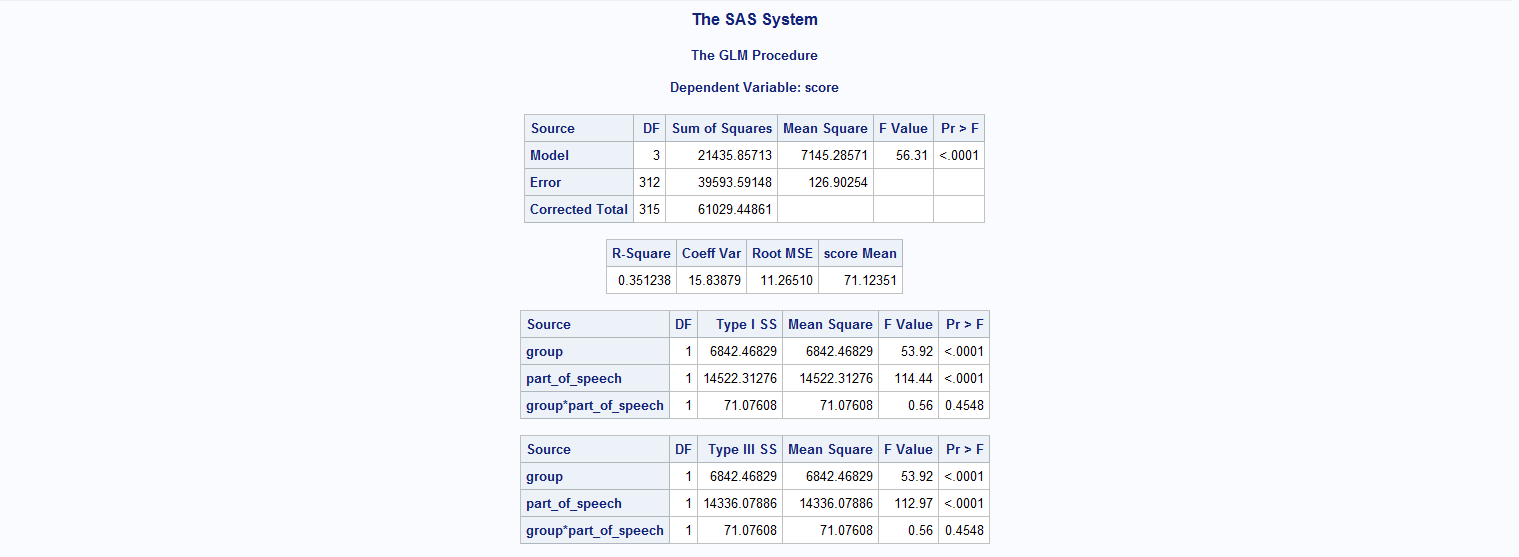 The SAS System
The GLM Procedure
Dependent Variable: score
Source DF Sum of Squares Mean Square F Value Pr > F
Model 3 21435.85713 7145.28571 56.31 <.0001
Error 312 39593.59148 126.90254
Corrected Total 315 61029.44861
R-Square Coeff Var Root MSE score Mean
0.351238 15.83879 11.26510 71.12351
Source DF Type I SS Mean Square F Value Pr > F
group 1 6842.46829 6842.46829 53.92 <.0001
part_of_speech 1 14522.31276 14522.31276 114.44 <.0001
group*part_of_speech 1 71.07608 71.07608 0.56 0.4548
Source DF Type III SS Mean Square F Value Pr > F
group 1 6842.46829 6842.46829 53.92 <.0001
part_of_speech 1 14336.07886 14336.07886 112.97 <.0001
group*part_of_speech 1 71.07608 71.07608 0.56 0.4548